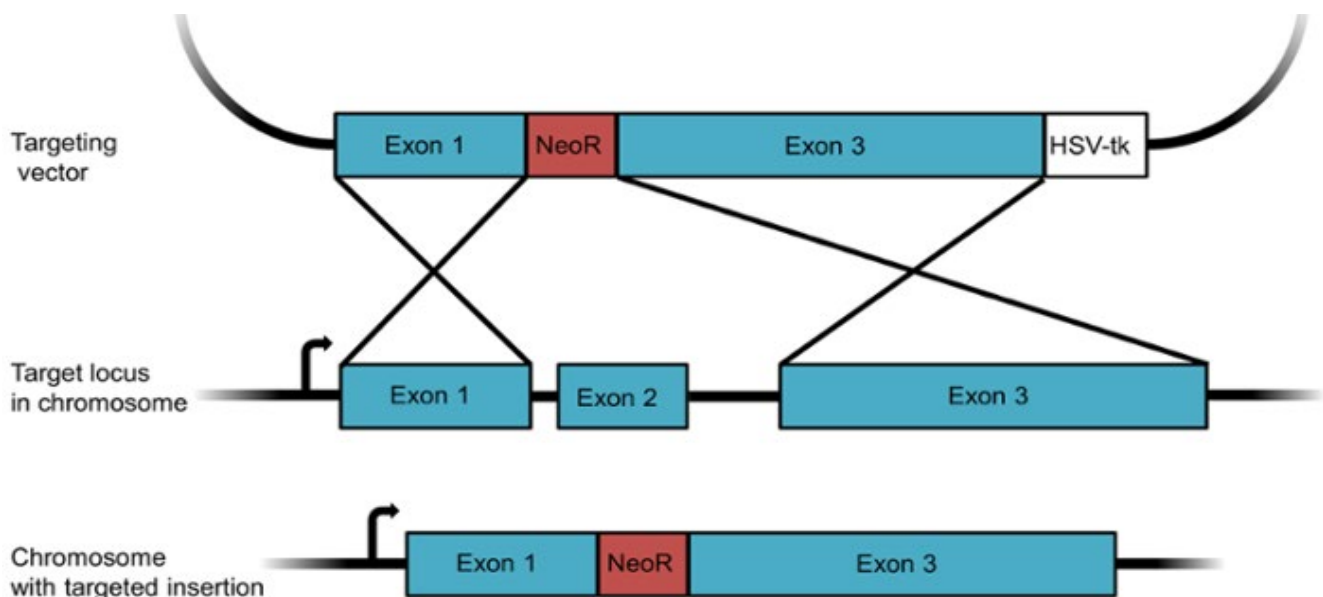 Targeting
vector
Exon 1
NeoR
Exon 3
HSV-tk
Target locus
in chromosome
Exon 1
Exon 2
Exon 3
Chromosome
with targeted insertion
Exon 1
NeoR
Exon 3